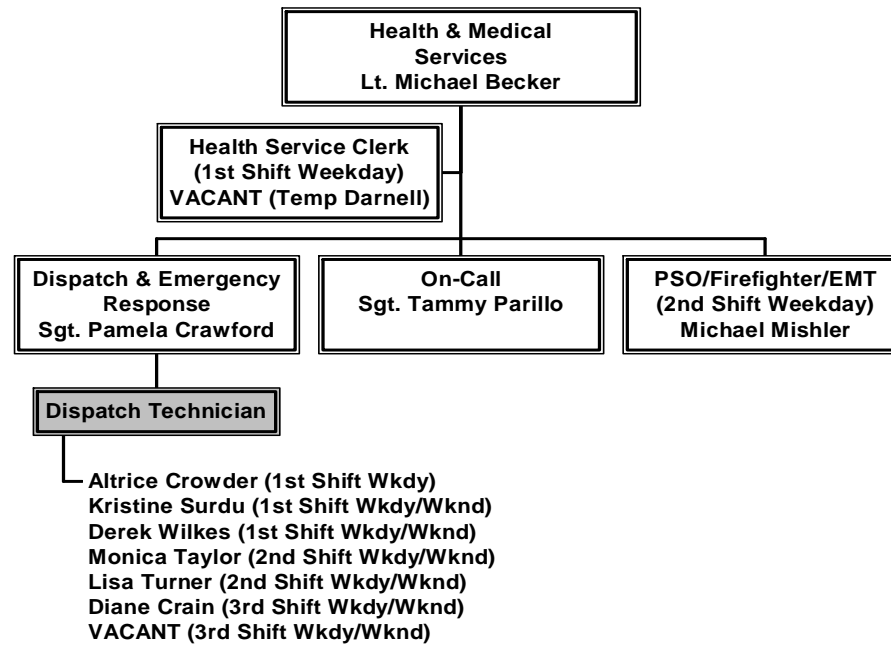 Health & Medical
Services
Lt. Michael Becker
Health Service Clerk
(1st Shift Weekday)
VACANT (Temp Darnell)
Dispatch & Emergency
Response
Sgt. Pamela Crawford
On-Call
Sgt. Tammy Parillo
PSO/Firefighter/EMT
(2nd Shift Weekday)
Michael Mishler
Dispatch Technician
Altrice Crowder (1st Shift Wkdy)
Kristine Surdu (1st Shift Wkdy/Wknd)
Derek Wilkes (1st Shift Wkdy/Wknd)
Monica Taylor (2nd Shift Wkdy/Wknd)
Lisa Turner (2nd Shift Wkdy/Wknd)
Diane Crain (3rd Shift Wkdy/Wknd)
VACANT (3rd Shift Wkdy/Wknd)